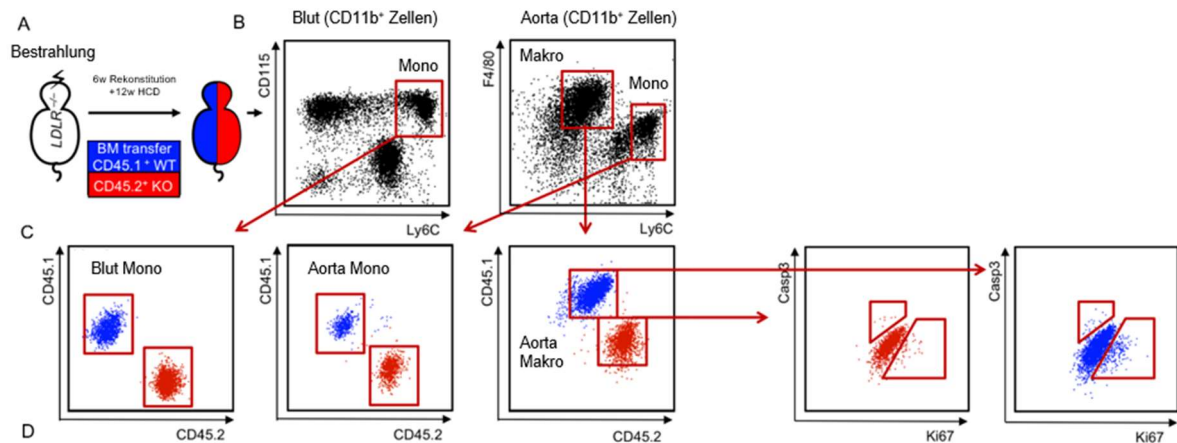 A
Bestrahlung
LDLR-/-
6w Rekonstitution
+12w HCD
BM transfer
CD45.1+ WT
CD45.2+ KO
B
Blut (CD11b+ Zellen)
CD115
Mono
Ly6C
Aorta (CD11b+ Zellen)
F4/80
Makro
Mono
Ly6C
C
CD45.1
Blut Mono
CD45.2
CD45.1
Aorta Mono
CD45.2
CD45.1
Aorta
Makro
CD45.2
Casp3
Ki67
Casp3
Ki67
D